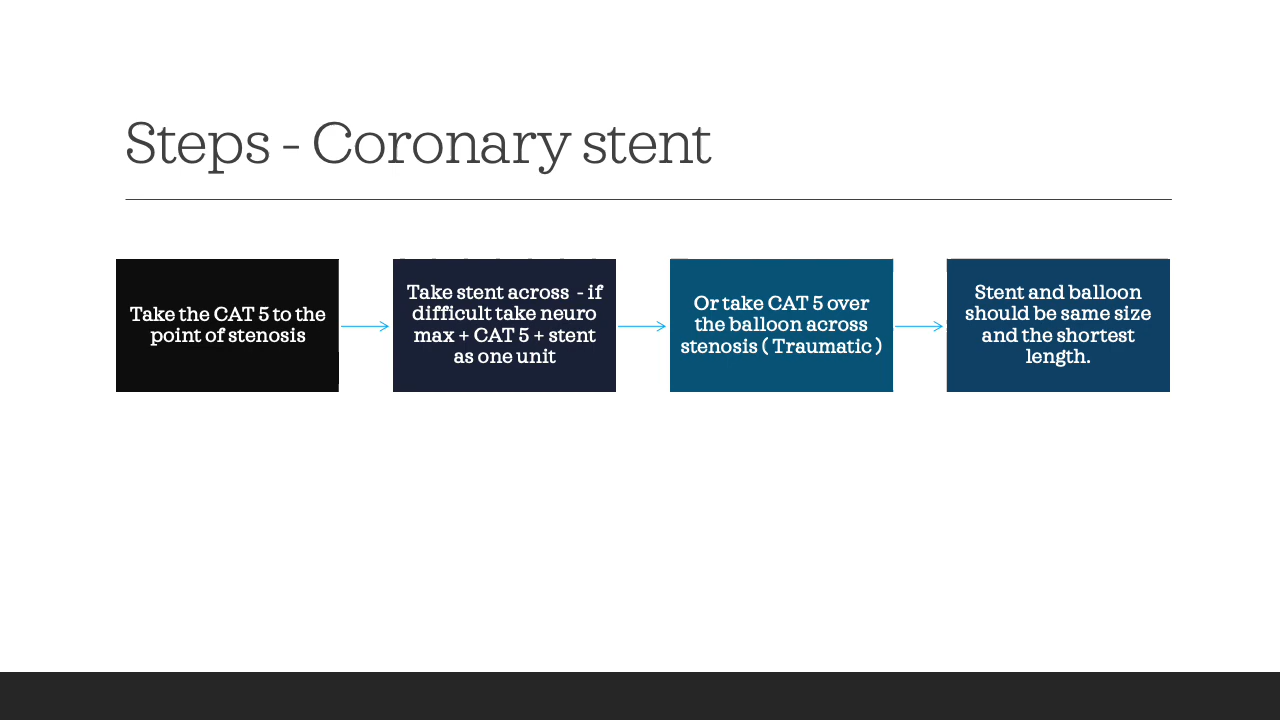 Steps - Coronary stent
Take the CAT 5 to the
point of stenosis
Take stent across - if
difficult take neuro
max + CAT 5 + stent
as one unit
Or take CAT 5 over
the balloon across
stenosis ( Traumatic )
Stent and balloon
should be same size
and the shortest
length.